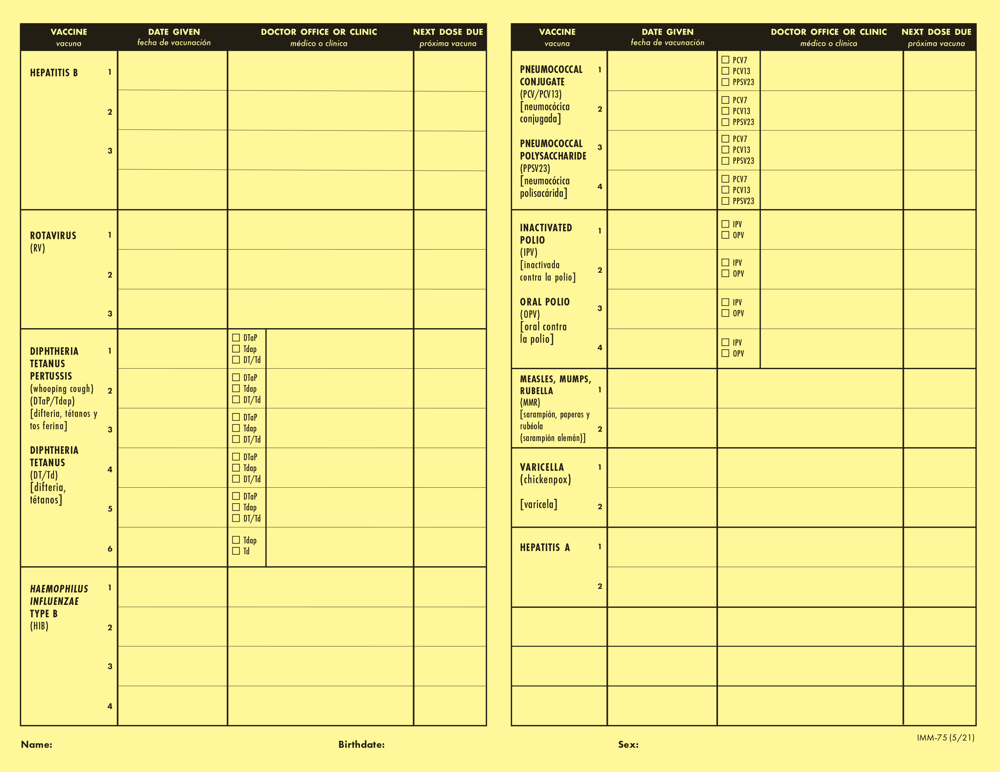 VACCINE DATE GIVEN DOCTOR OFFICE OR CLINIC NEXT DOSE DUE
vacuna fecha de vacunación médico o clínica próxima vacuna
HEPATITIS B 1
2
3
ROTAVIRUS 1
(RV)
2
3
DIPHTHERIA 1
TETANUS
PERTUSSIS
(whooping cough) 2
(DTaP/Tdap)
[difteria, tétanos y
tos ferina] 3
DIPHTHERIA
TETANUS
(DT/Td) 4
[difteria,
tétanos]
5
6
☐ DTaP
☐ Tdap
☐ DT/Td
☐ DTaP
☐ Tdap
☐ DT/Td
☐ DTaP
☐ Tdap
☐ DT/Td
☐ DTaP
☐ Tdap
☐ DT/Td
☐ DTaP
☐ Tdap
☐ DT/Td
☐ Tdap
☐ Td
HAEMOPHILUS 1
INFLUENZAE
TYPE B
(HIB) 2
3
4
VACCINE DATE GIVEN DOCTOR OFFICE OR CLINIC NEXT DOSE DUE
vacuna fecha de vacunación médico o clínica próxima vacuna
PNEUMOCOCCAL 1
CONJUGATE
(PCV/PCV13)
[neumocócica 2
conjugada]
PNEUMOCOCCAL 3
POLYSACCHARIDE
(PPSV23)
[neumocócica 4
polisacárida]
☐ PCV7
☐ PCV13
☐ PPSV23
☐ PCV7
☐ PCV13
☐ PPSV23
☐ PCV7
☐ PCV13
☐ PPSV23
☐ PCV7
☐ PCV13
☐ PPSV23
INACTIVATED 1
POLIO
(IPV)
[inactivada 2
contra la polio]
ORAL POLIO 3
(OPV)
[oral contra
la polio] 4
☐ IPV
☐ OPV
☐ IPV
☐ OPV
☐ IPV
☐ OPV
☐ IPV
☐ OPV
MEASLES, MUMPS,
RUBELLA 1
(MMR)
[sarampión, paperas y
rubéola 2
(sarampión alemán)]
VARICELLA 1
(chickenpox)
[varicela] 2
HEPATITIS A 1
2
IMM-75 (5/21)
Name: Birthdate: Sex: